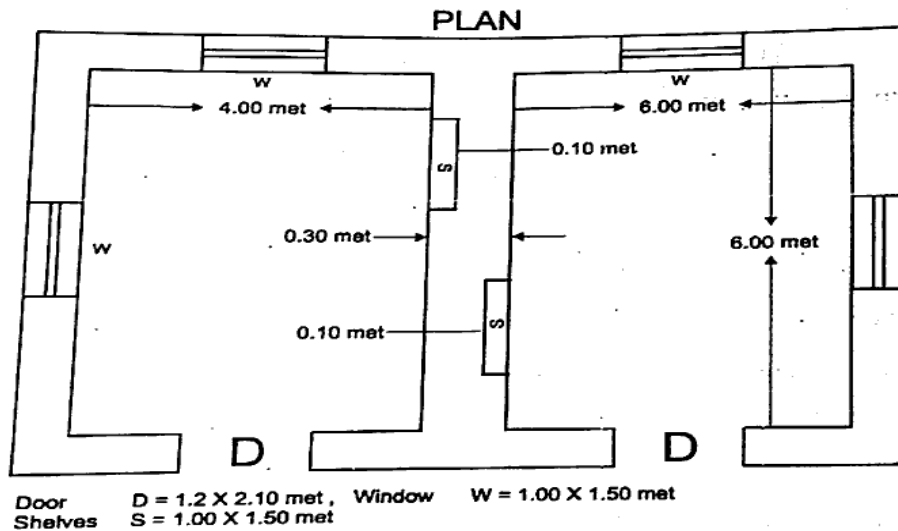 PLAN
W
W
4.00 met
6.00 met
S
0.10 met
W
0.30 met
6.00 met
0.10 met
S
D
D
Door D = 1.2 X 2.10 met , Window W = 1.00 X 1.50 met
Shelves S = 1.00 X 1.50 met